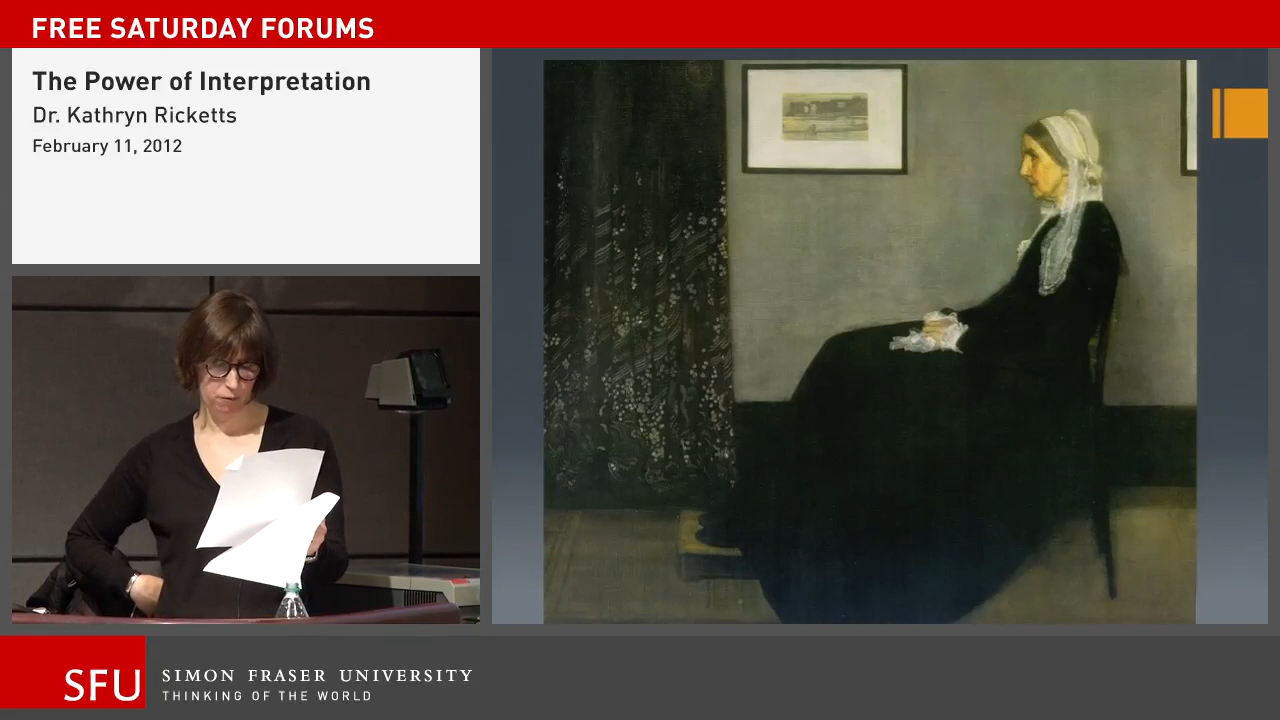 FREE SATURDAY FORUMS
The Power of Interpretation
Dr. Kathryn Ricketts
February 11, 2012
SFU
SIMON FRASER UNIVERSITY
THINKING OF THE WORLD